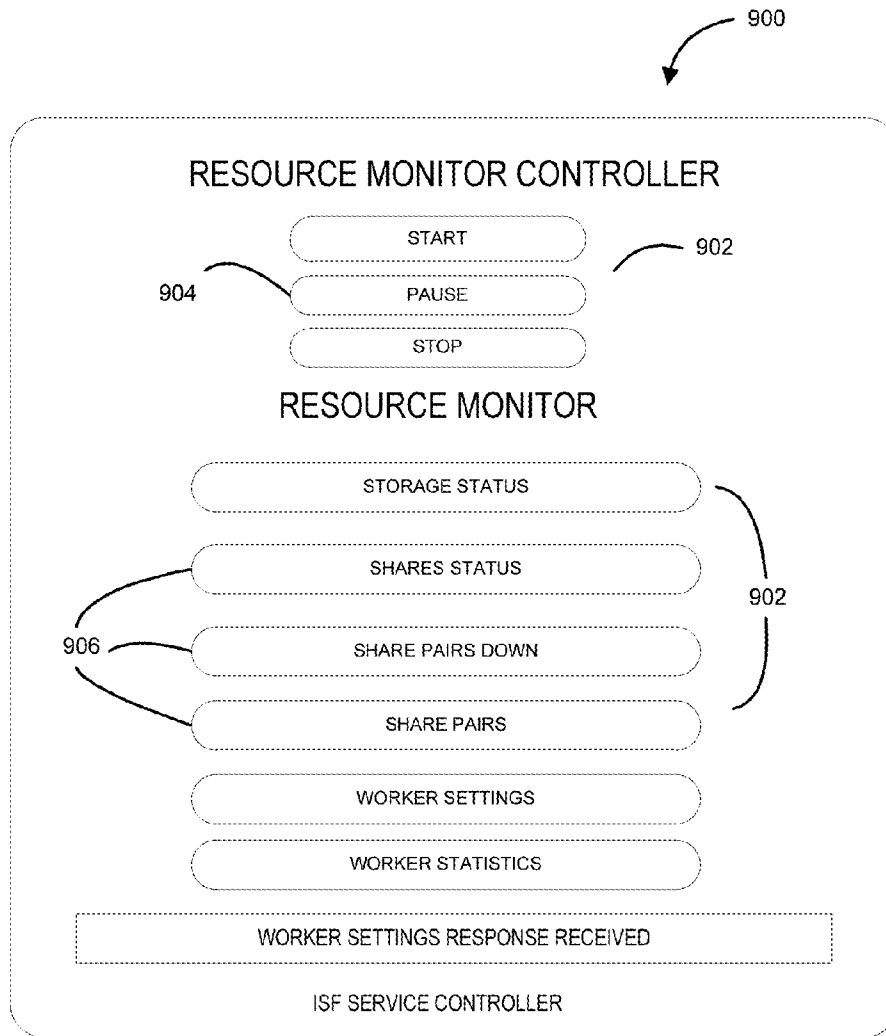 900
RESOURCE MONITOR CONTROLLER
START
902
904
PAUSE
STOP
RESOURCE MONITOR
STORAGE STATUS
SHARES STATUS
902
906
SHARE PAIRS DOWN
SHARE PAIRS
WORKER SETTINGS
WORKER STATISTICS
WORKER SETTINGS RESPONSE RECEIVED
ISF SERVICE CONTROLLER